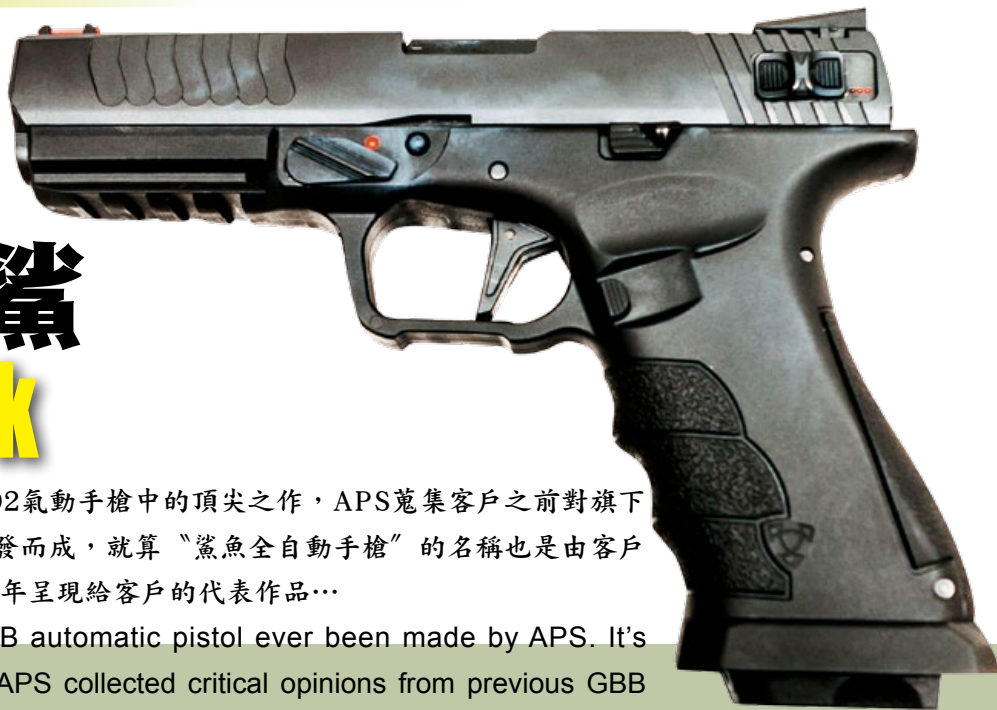 鯊
k
O2氣動手槍中的頂尖之作，APS蒐集客戶之前對旗下
發而成，就算〝鯊魚全自動手槍〞的名稱也是由客戶
年呈現給客戶的代表作品…
B automatic pistol ever been made by APS. It's
APS collected critical opinions from previous GBB